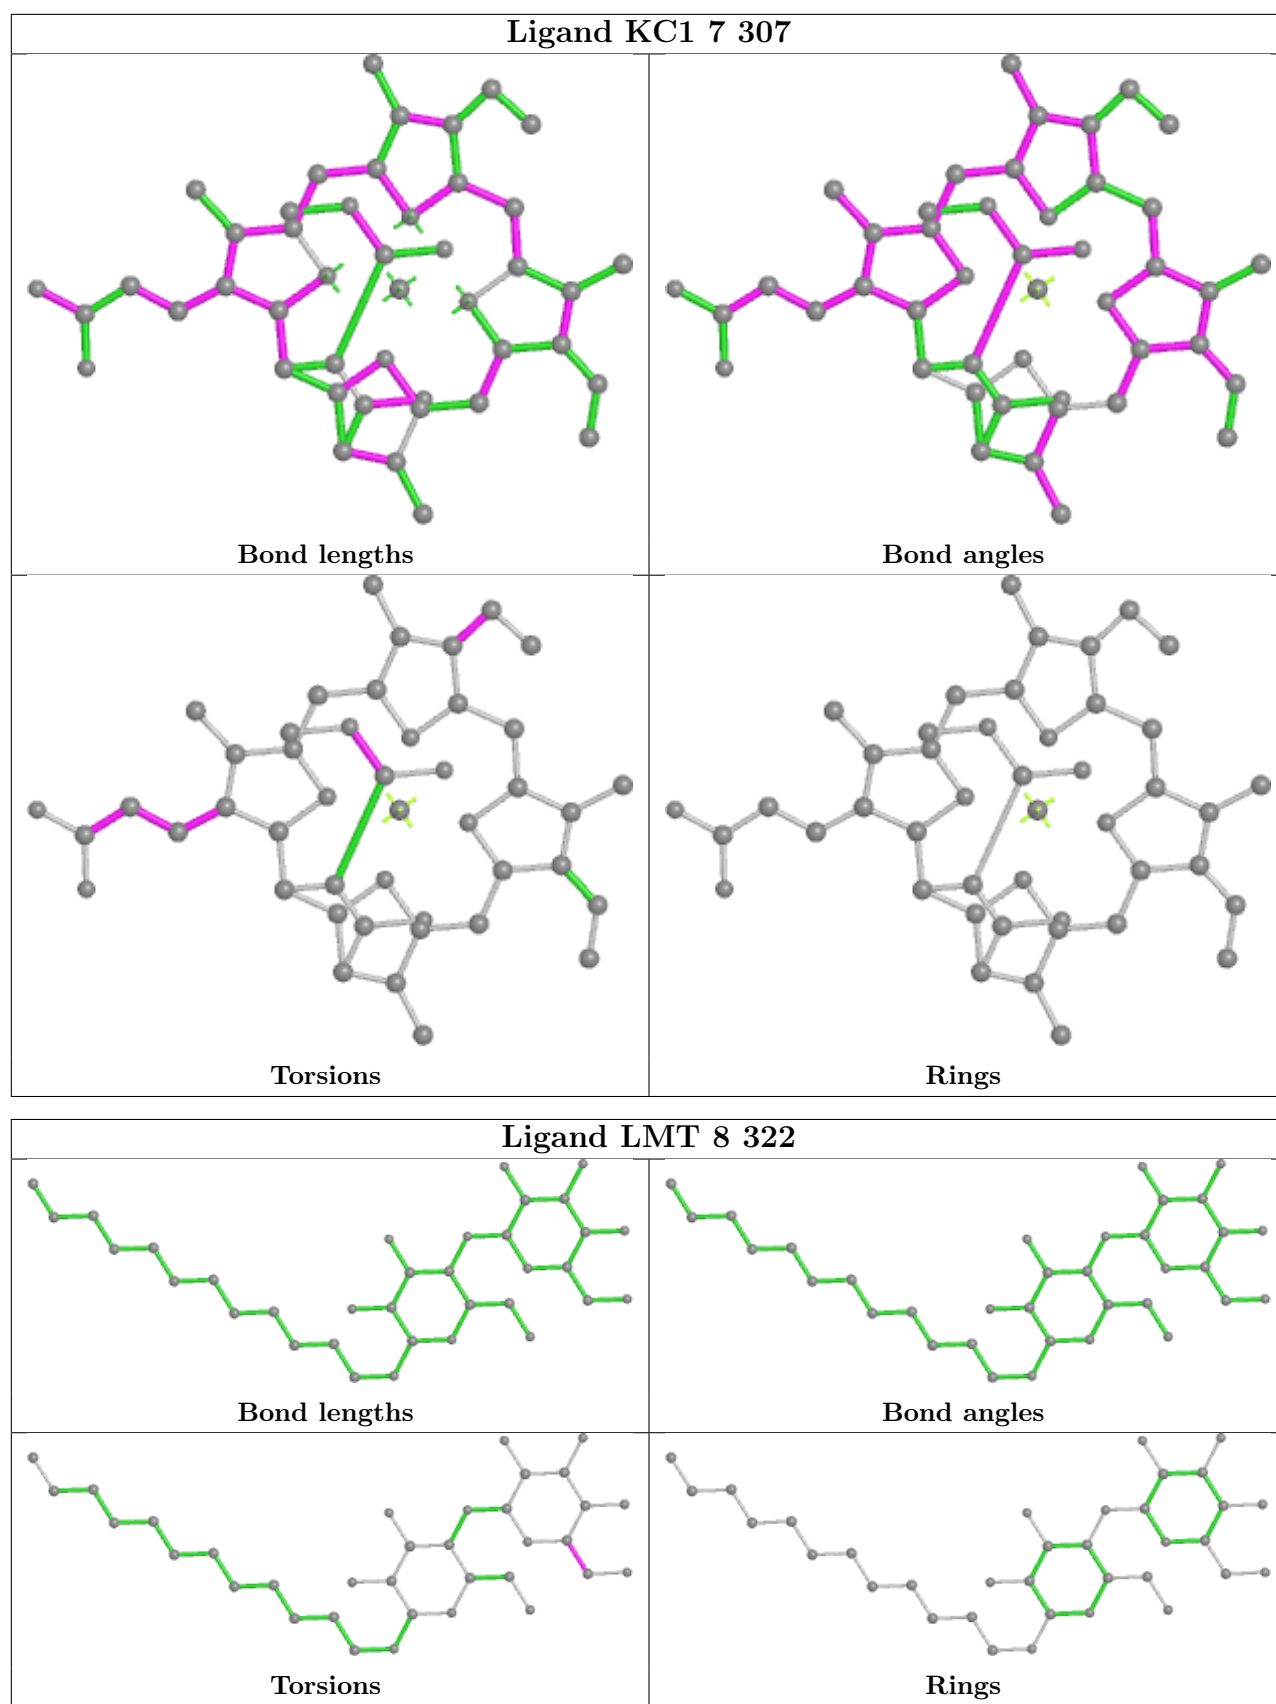 Ligand KC1 7 307
Bond lengths
Bond angles
Torsions
Rings
Ligand LMT 8 322
Bond lengths
Bond angles
Torsions
Rings